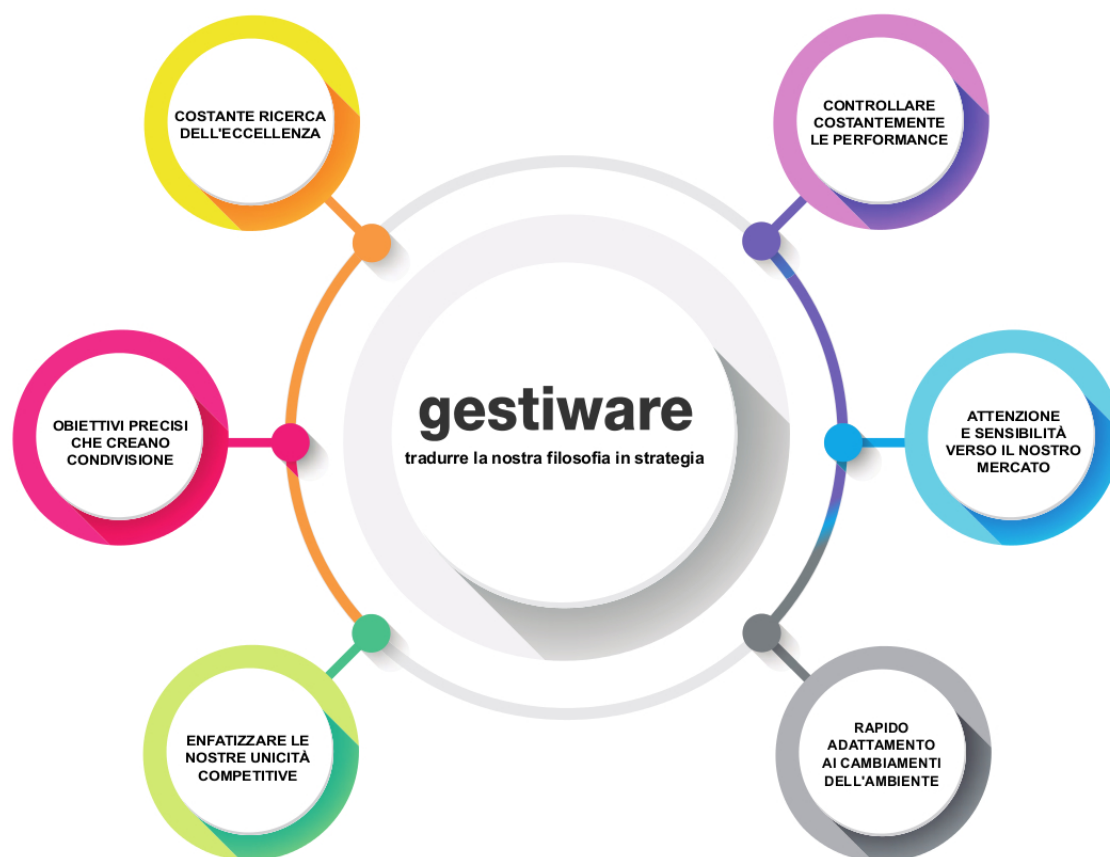 COSTANTE RICERCA
DELL'ECCELLENZA
CONTROLLARE
COSTANTEMENTE
LE PERFORMANCE
OBIETTIVI PRECISI
CHE CREANO
CONDIVISIONE
gestiware
tradurre la nostra filosofia in strategia
ATTENZIONE
E SENSIBILITÀ
VERSO IL NOSTRO
MERCATO
ENFATIZZARE LE
NOSTRE UNICITÀ
COMPETITIVE
RAPIDO
ADATTAMENTO
AI CAMBIAMENTI
DELL'AMBIENTE